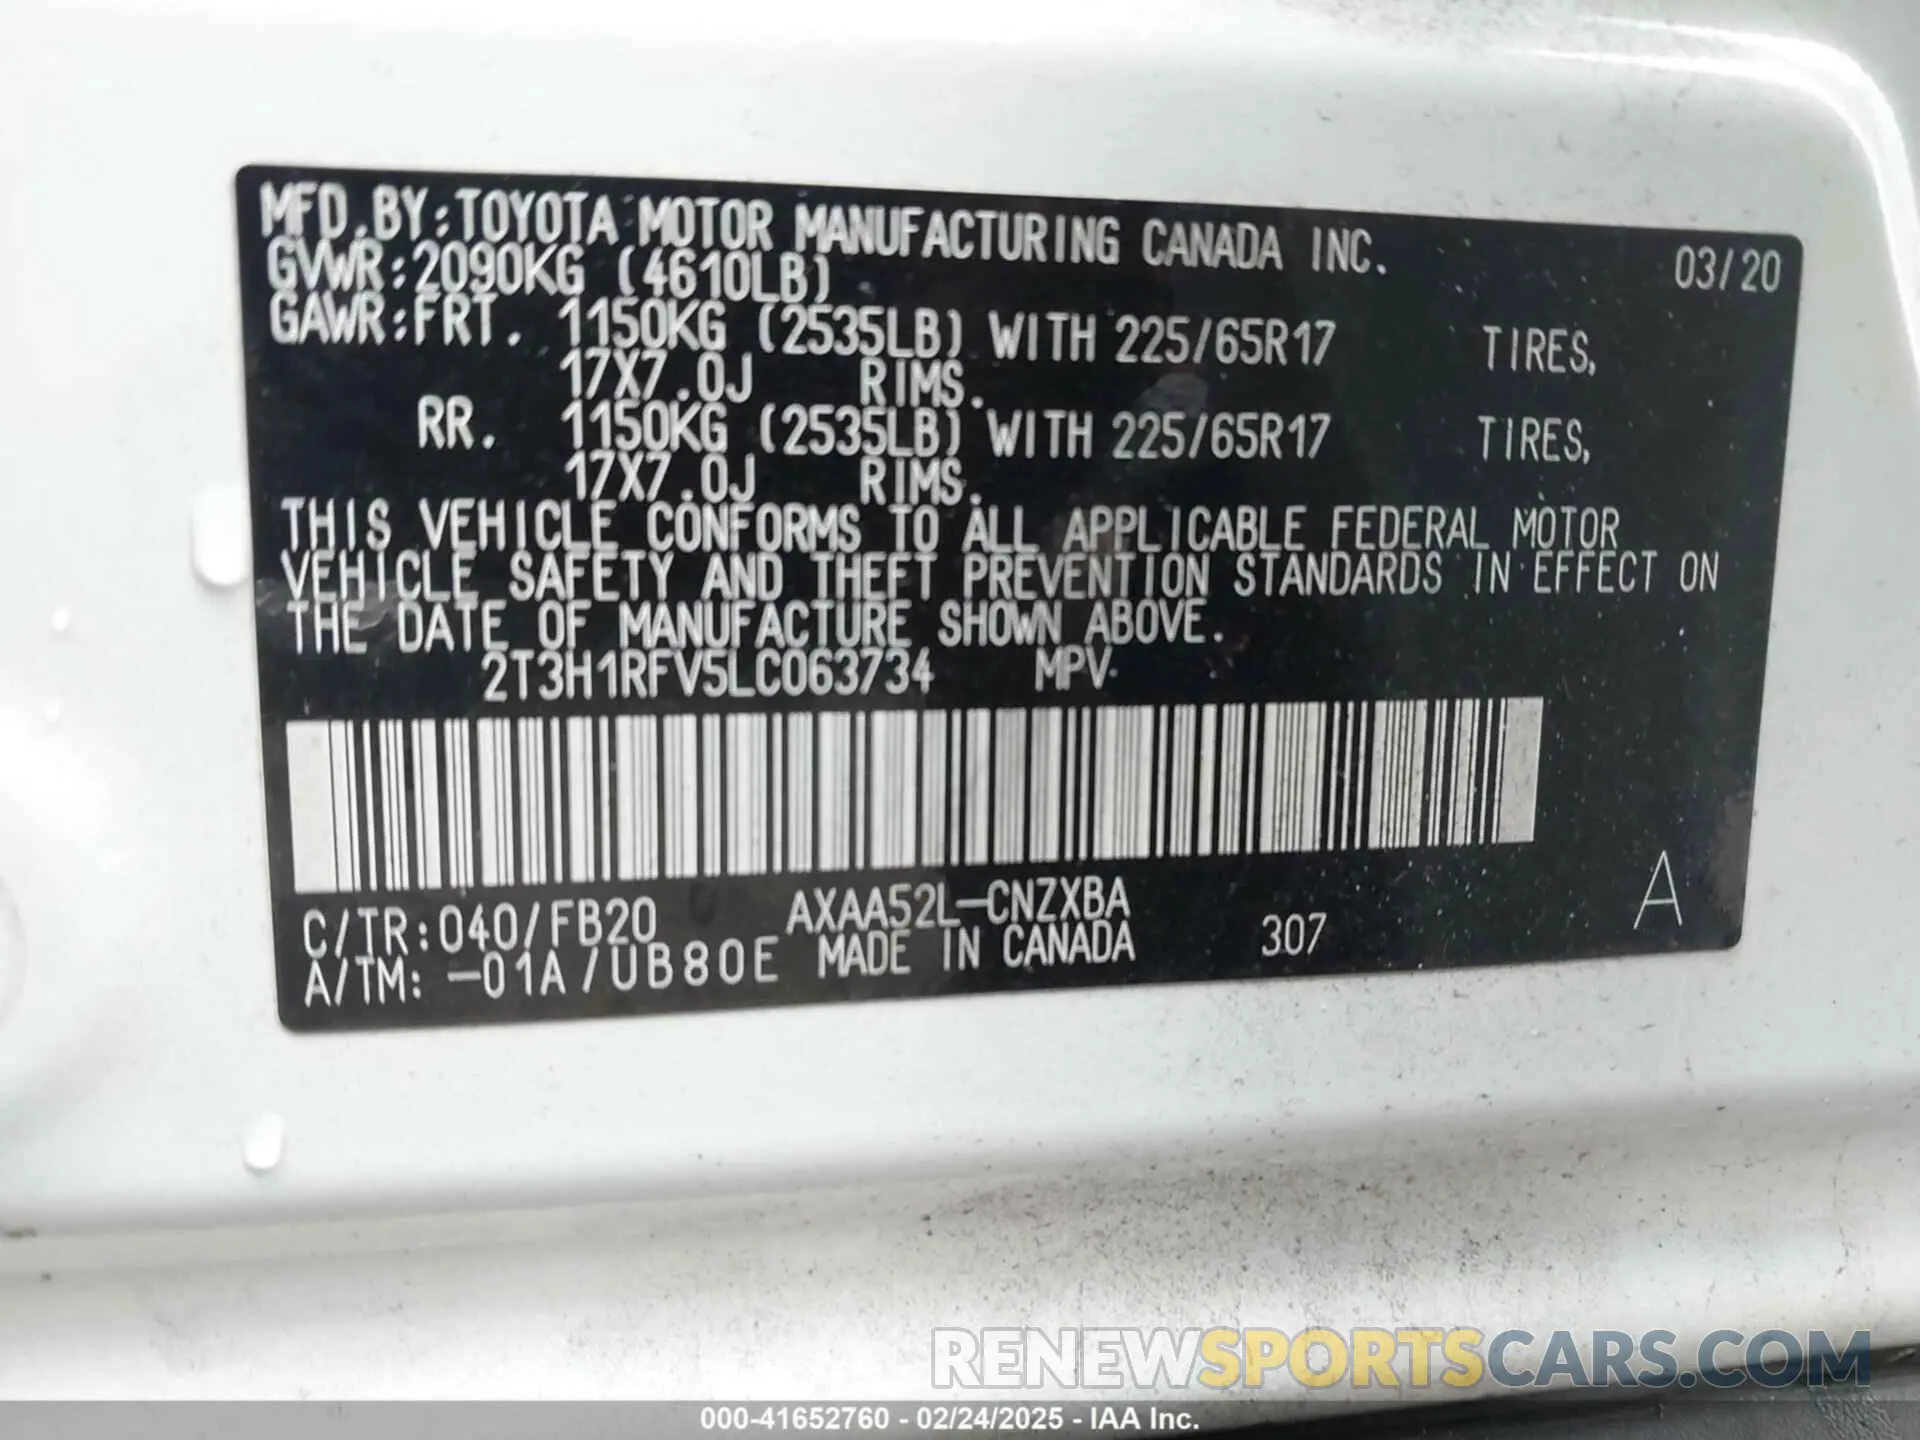 MFD.BY:TOYOTA MOTOR MANUFACTURING CANADA INC. 03/20
GVWR:2090KG (4610LB)
GAWR:FRT. 1150KG (2535LB) WITH 225/65R17 TIRES,
17X7.0J RIMS.
RR. 1150KG (2535LB) WITH 225/65R17 TIRES,
17X7.0J RIMS.
THIS VEHICLE CONFORMS TO ALL APPLICABLE FEDERAL MOTOR
VEHICLE SAFETY AND THEFT PREVENTION STANDARDS IN EFFECT ON
THE DATE OF MANUFACTURE SHOWN ABOVE.
2T3H1RFV5LC063734 MPV
C/TR:040/FB20 AXAA52L-CNZXBA
A/TM: -01A/UB80E MADE IN CANADA 307 A
RENEWSPORTSCARS.COM
000-41652760 - 02/24/2025 - IAA Inc.